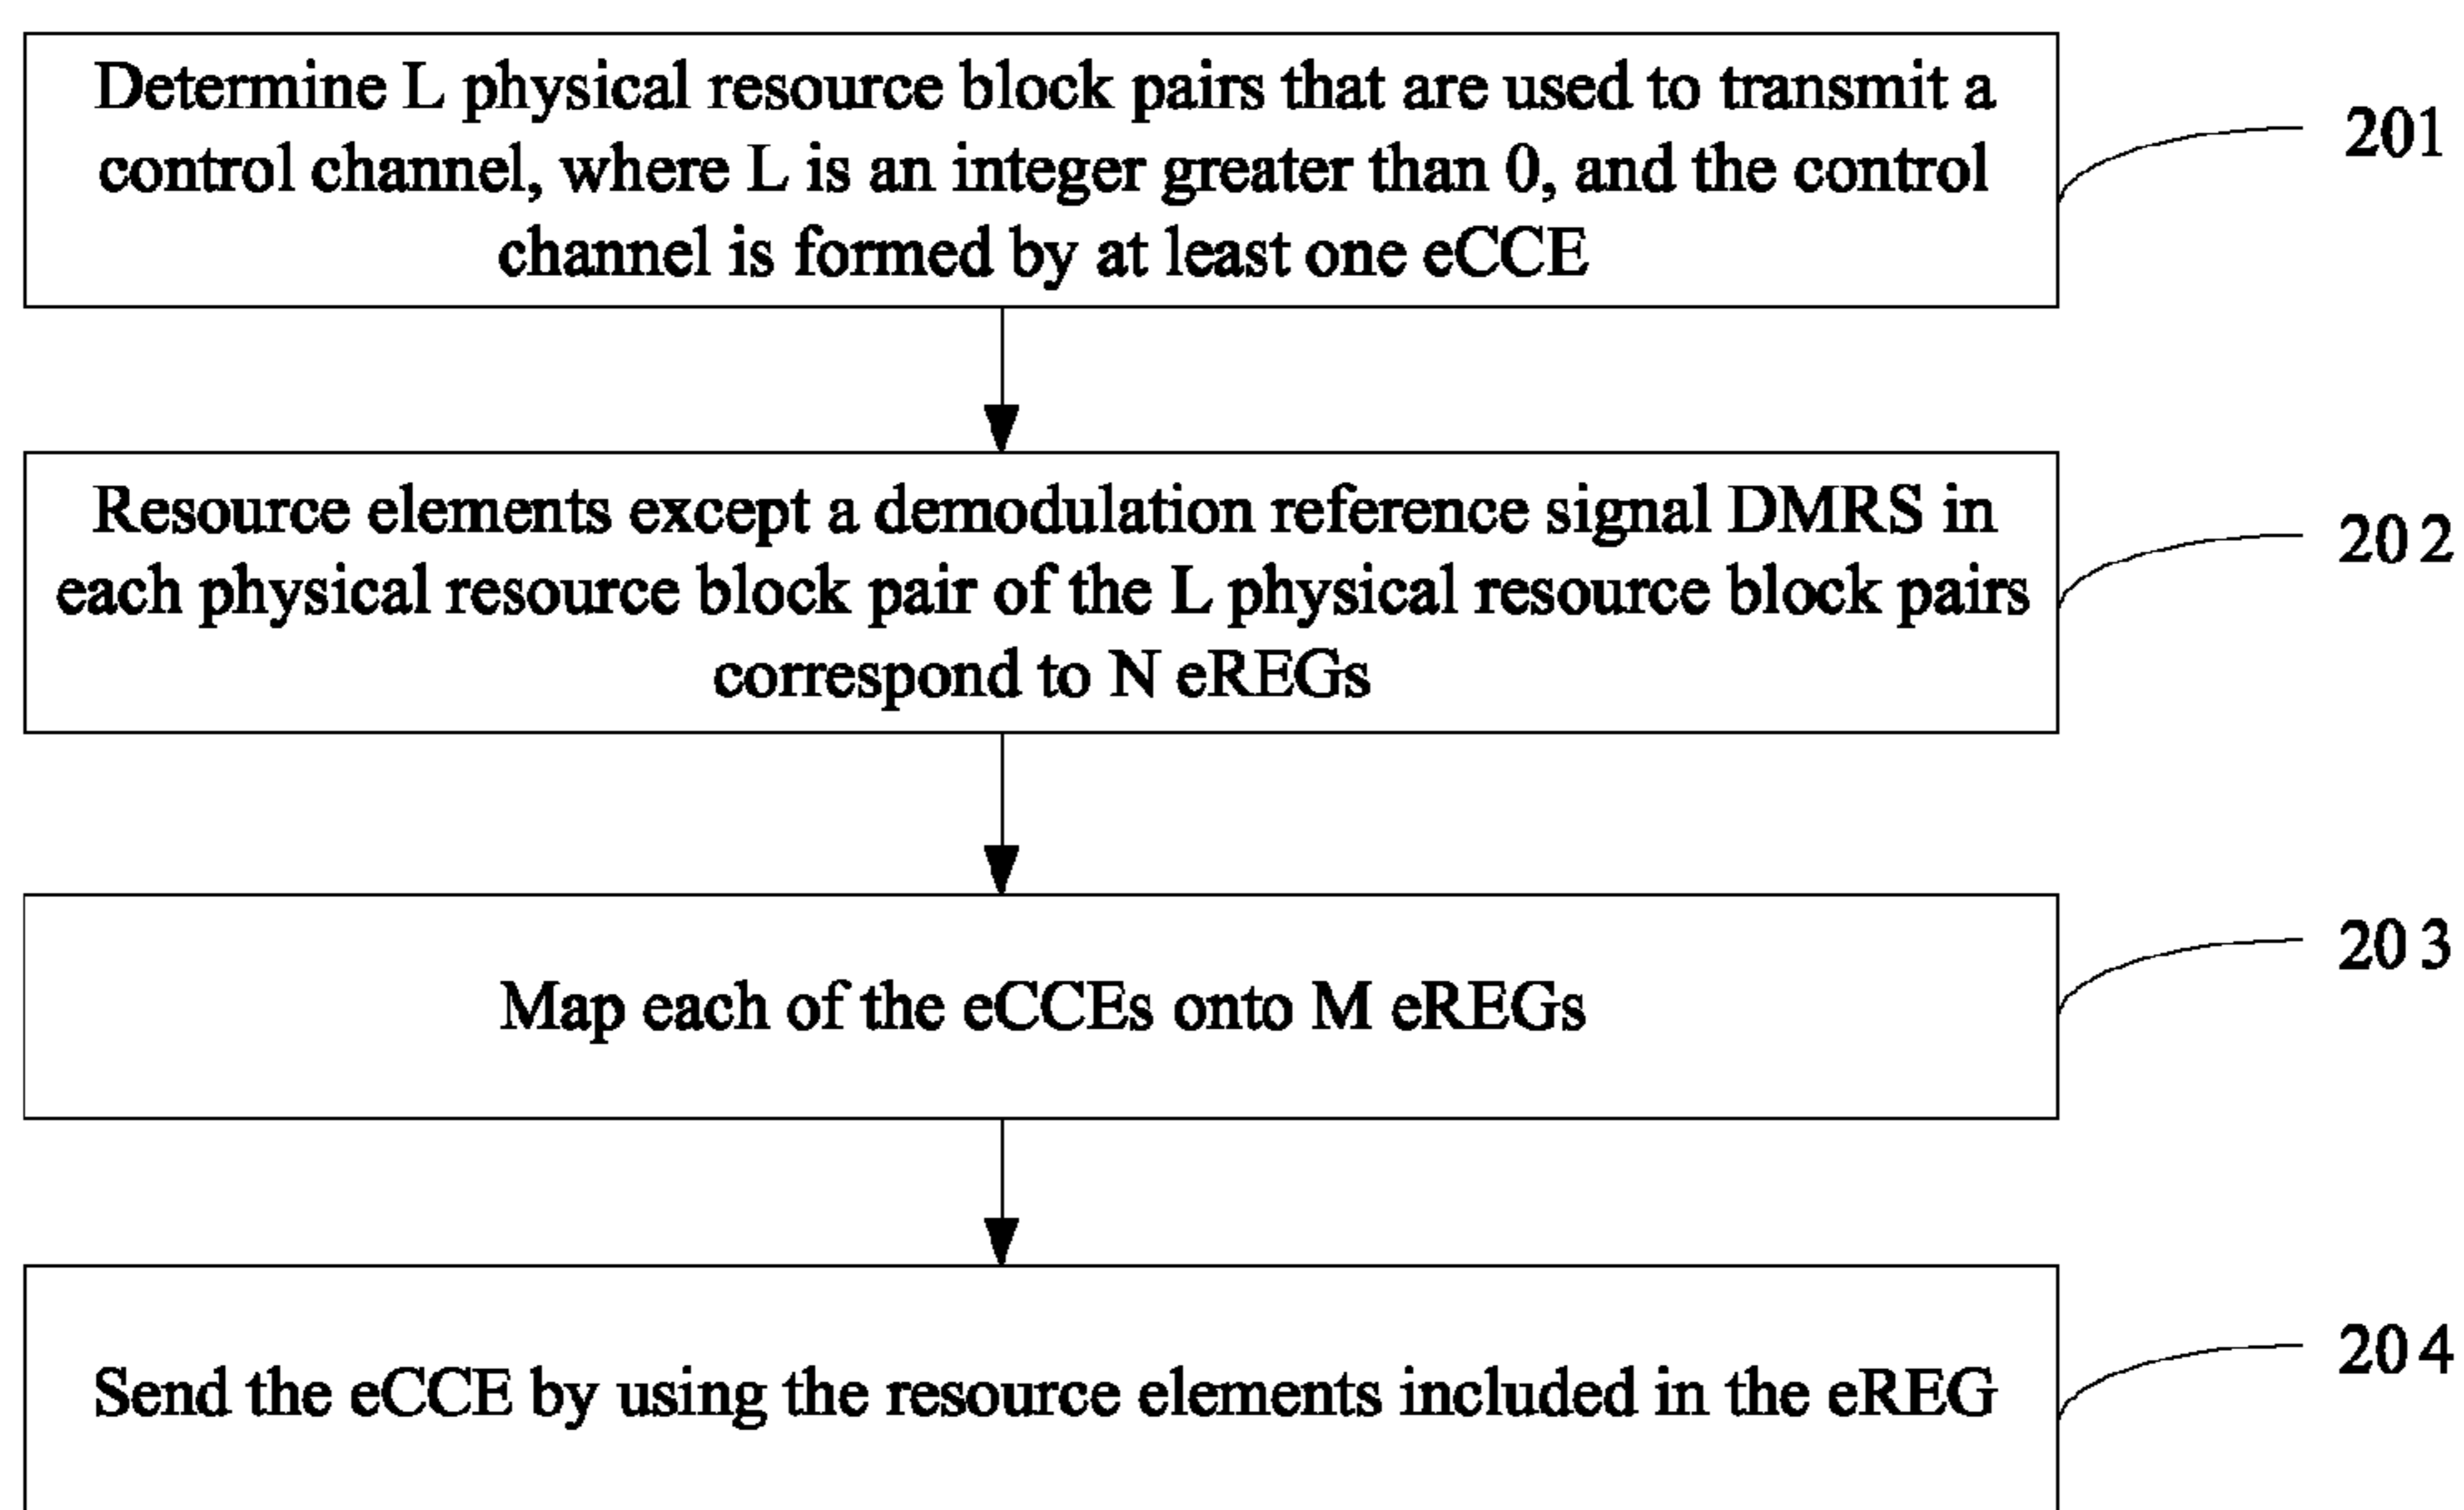 Determine L physical resource block pairs that are used to transmit a
control channel, where L is an integer greater than 0, and the control
channel is formed by at least one eCCE
201
Resource elements except a demodulation reference signal DMRS in
each physical resource block pair of the L physical resource block pairs
correspond to N eREGs
202
Map each of the eCCEs onto M eREGs
203
Send the eCCE by using the resource elements included in the eREG
204